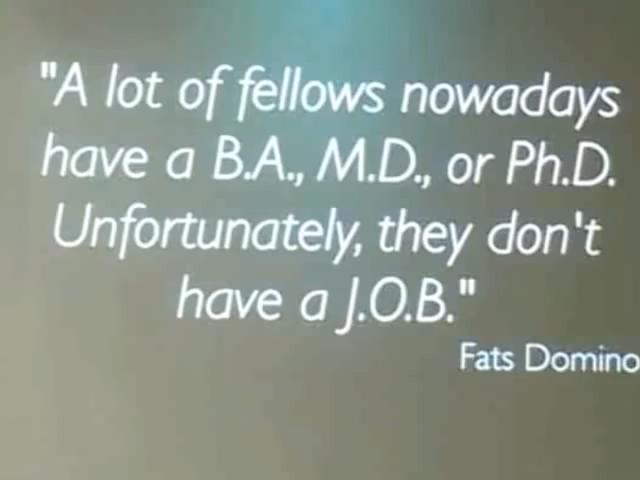 "A lot of fellows nowadays
have a B.A., M.D., or Ph.D.
Unfortunately, they don't
have a J.O.B."
Fats Domino